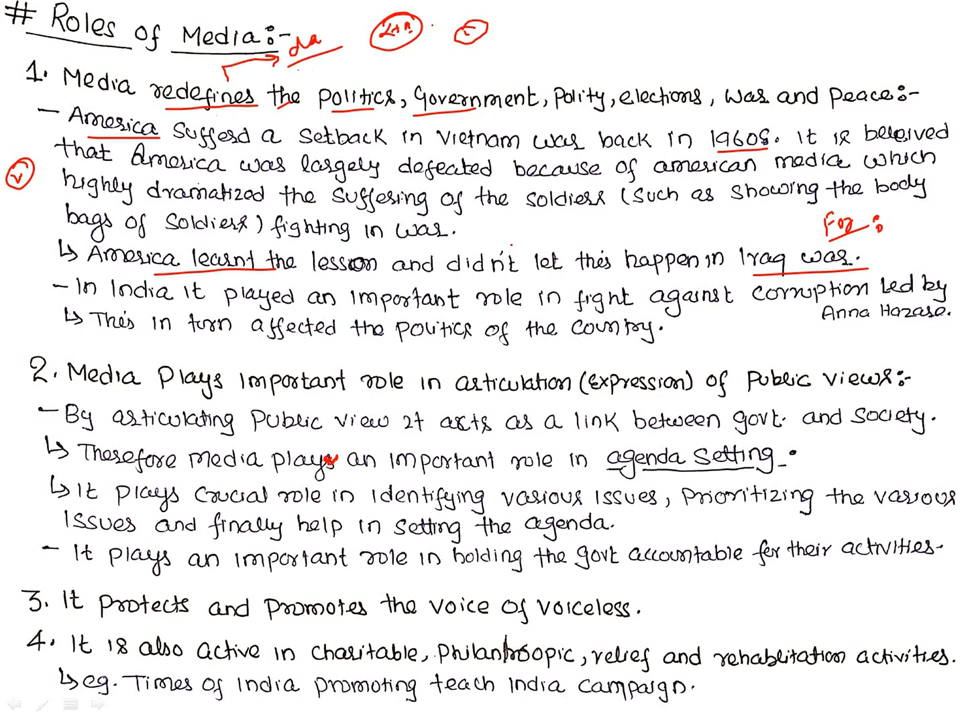 # Roles of Media:-
1. Media redefines the politics, Government, polity, elections, war and peace:-
- America sufferd a setback in Vietnam war back in 1960s. It is beleived
that America was largely defeated because of american media which
highly dramatized the suffering of the soldiers (such as showing the body
bags of soldiers) fighting in war.
↳ America learnt the lesson and didn't let this happen in Iraq war.
- In India it played an important role in fight against corruption led by
Anna Hazare.
↳ This in turn affected the politics of the country.
2. Media plays important role in articulation (expression) of public views:-
- By articulating public view it acts as a link between govt. and society.
↳ Therefore media plays an important role in agenda setting.
↳ It plays crucial role in identifying various issues, prioritizing the various
issues and finally help in setting the agenda.
- It plays an important role in holding the govt accountable for their activities.
3. It protects and promotes the voice of voiceless.
4. It is also active in charitable, philanthropic, relief and rehablitation activities.
↳ eg. Times of India promoting teach India campaign.